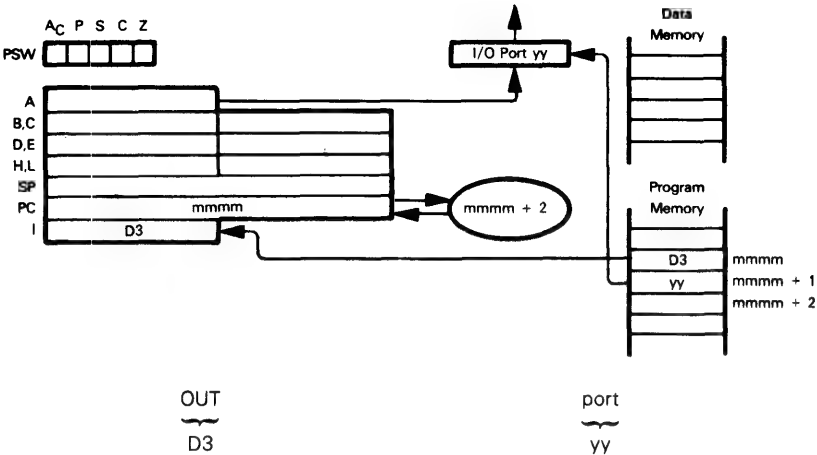 AC P S C Z
PSW
A
B,C
D,E
H,L
SP
PC mmmm
I D3
I/O Port yy
mmmm + 2
Data
Memory
Program
Memory
D3 mmmm
yy mmmm + 1
mmmm + 2
OUT port
D3 yy